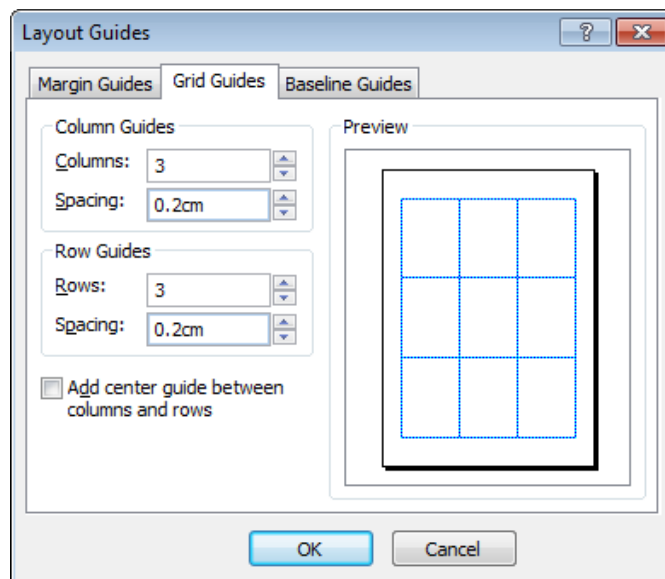 Layout Guides
Margin Guides Grid Guides Baseline Guides
Column Guides
Columns: 3
Spacing: 0.2cm
Row Guides
Rows: 3
Spacing: 0.2cm
Add center guide between
columns and rows
Preview
OK Cancel